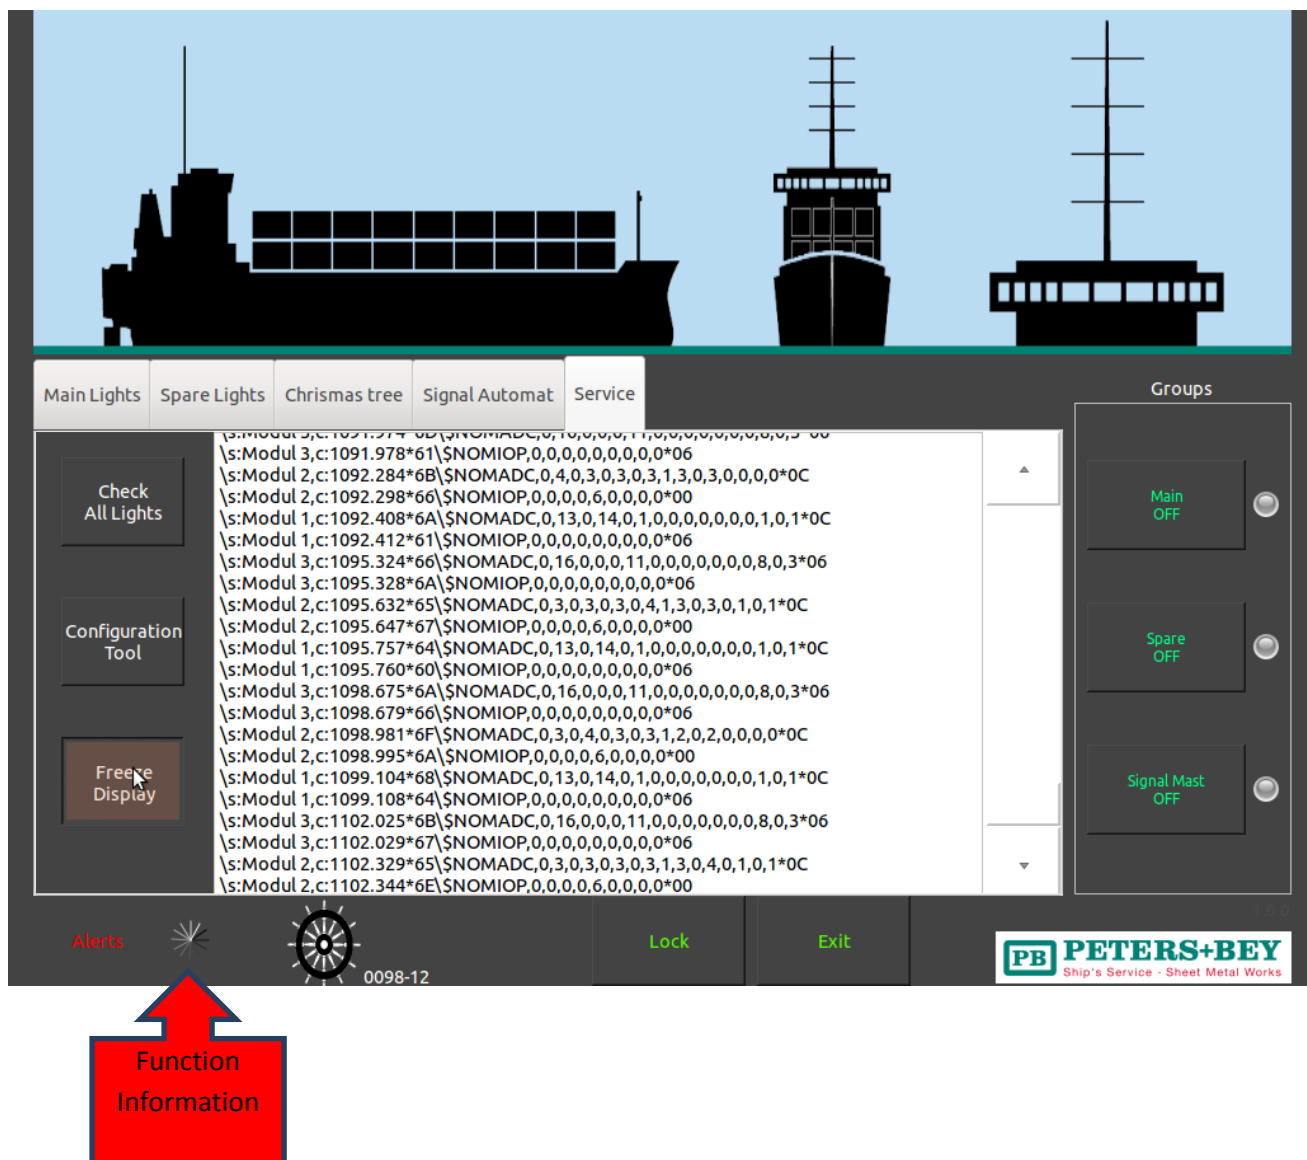 Main Lights
Spare Lights
Chrismas tree
Signal Automat
Service
Groups
Check
All Lights
Configuration
Tool
Freeze
Display
\s:Modul 3,c:1091.978*61\$NOMIOP,0,0,0,0,0,0,0,0,0*06
\s:Modul 2,c:1092.284*6B\$NOMADC,0,4,0,3,0,3,0,3,1,3,0,3,0,0,0,0*0C
\s:Modul 2,c:1092.298*66\$NOMIOP,0,0,0,0,6,0,0,0,0*00
\s:Modul 1,c:1092.408*6A\$NOMADC,0,13,0,14,0,1,0,0,0,0,0,0,0,1,0,1*0C
\s:Modul 1,c:1092.412*61\$NOMIOP,0,0,0,0,0,0,0,0,0*06
\s:Modul 3,c:1095.324*66\$NOMADC,0,16,0,0,0,11,0,0,0,0,0,0,0,8,0,3*06
\s:Modul 3,c:1095.328*6A\$NOMIOP,0,0,0,0,0,0,0,0,0*06
\s:Modul 2,c:1095.632*65\$NOMADC,0,3,0,3,0,3,0,4,1,3,0,3,0,1,0,1*0C
\s:Modul 2,c:1095.647*67\$NOMIOP,0,0,0,0,6,0,0,0,0*00
\s:Modul 1,c:1095.757*64\$NOMADC,0,13,0,14,0,1,0,0,0,0,0,0,0,1,0,1*0C
\s:Modul 1,c:1095.760*60\$NOMIOP,0,0,0,0,0,0,0,0,0*06
\s:Modul 3,c:1098.675*6A\$NOMADC,0,16,0,0,0,11,0,0,0,0,0,0,0,8,0,3*06
\s:Modul 3,c:1098.679*66\$NOMIOP,0,0,0,0,0,0,0,0,0*06
\s:Modul 2,c:1098.981*6F\$NOMADC,0,3,0,4,0,3,0,3,1,2,0,2,0,0,0,0*0C
\s:Modul 2,c:1098.995*6A\$NOMIOP,0,0,0,0,6,0,0,0,0*00
\s:Modul 1,c:1099.104*68\$NOMADC,0,13,0,14,0,1,0,0,0,0,0,0,0,1,0,1*0C
\s:Modul 1,c:1099.108*64\$NOMIOP,0,0,0,0,0,0,0,0,0*06
\s:Modul 3,c:1102.025*6B\$NOMADC,0,16,0,0,0,11,0,0,0,0,0,0,0,8,0,3*06
\s:Modul 3,c:1102.029*67\$NOMIOP,0,0,0,0,0,0,0,0,0*06
\s:Modul 2,c:1102.329*65\$NOMADC,0,3,0,3,0,3,0,3,1,3,0,4,0,1,0,1*0C
\s:Modul 2,c:1102.344*6E\$NOMIOP,0,0,0,0,6,0,0,0,0*00
Main
OFF
Spare
OFF
Signal Mast
OFF
1.0.0
Alerts
0098-12
Lock
Exit
PB PETERS+BEY
Ship's Service - Sheet Metal Works
Function
Information